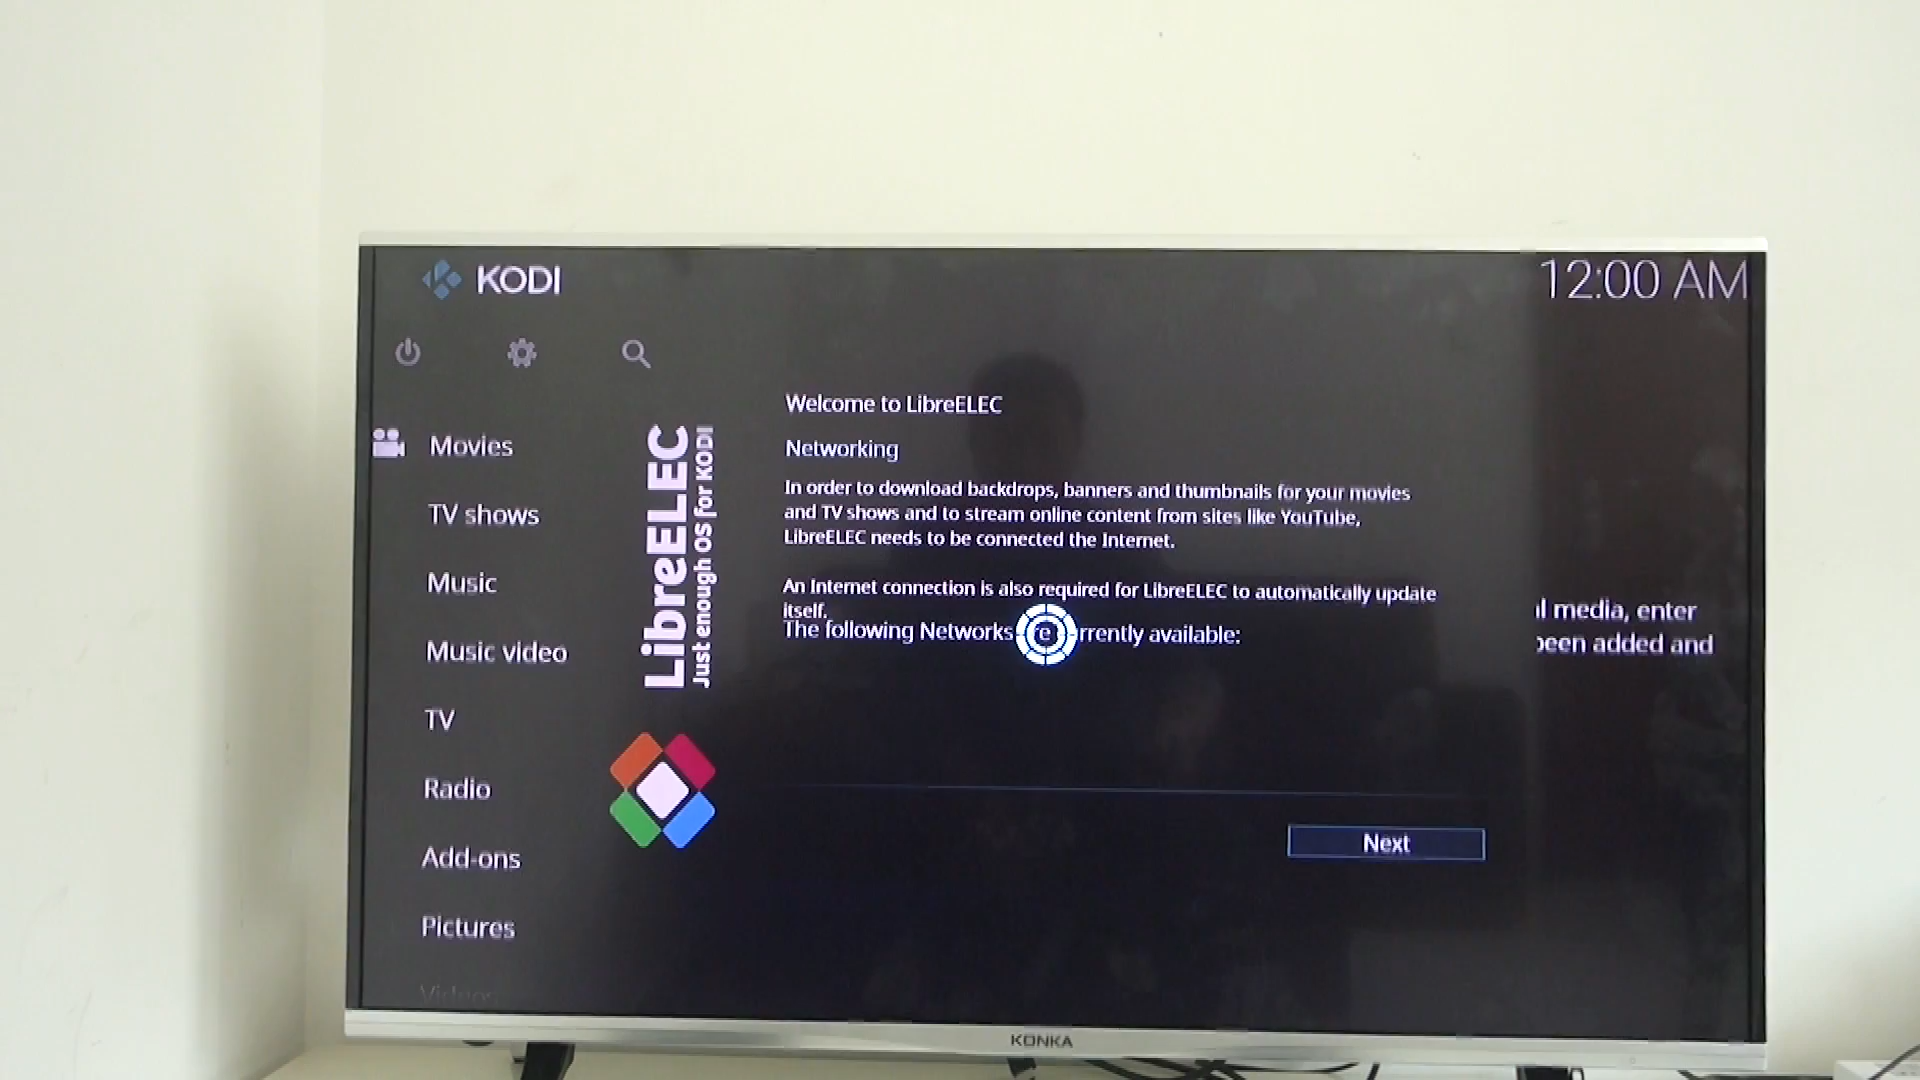 KODI
12:00 AM
Movies
TV shows
Music
Music video
TV
Radio
Add-ons
Pictures
Videos
LibreELEC
Just enough OS for KODI
Welcome to LibreELEC
Networking
In order to download backdrops, banners and thumbnails for your movies
and TV shows and to stream online content from sites like YouTube,
LibreELEC needs to be connected the Internet.
An Internet connection is also required for LibreELEC to automatically update
itself.
The following Networks rrently available:
l media, enter
been added and
Next
KONKA